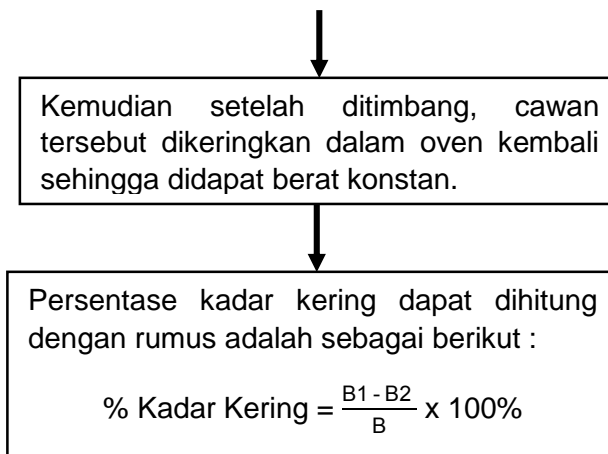 Kemudian setelah ditimbang, cawan
tersebut dikeringkan dalam oven kembali
sehingga didapat berat konstan.
Persentase kadar kering dapat dihitung
dengan rumus adalah sebagai berikut :
% Kadar Kering = \frac{B1 - B2}{B} x 100%